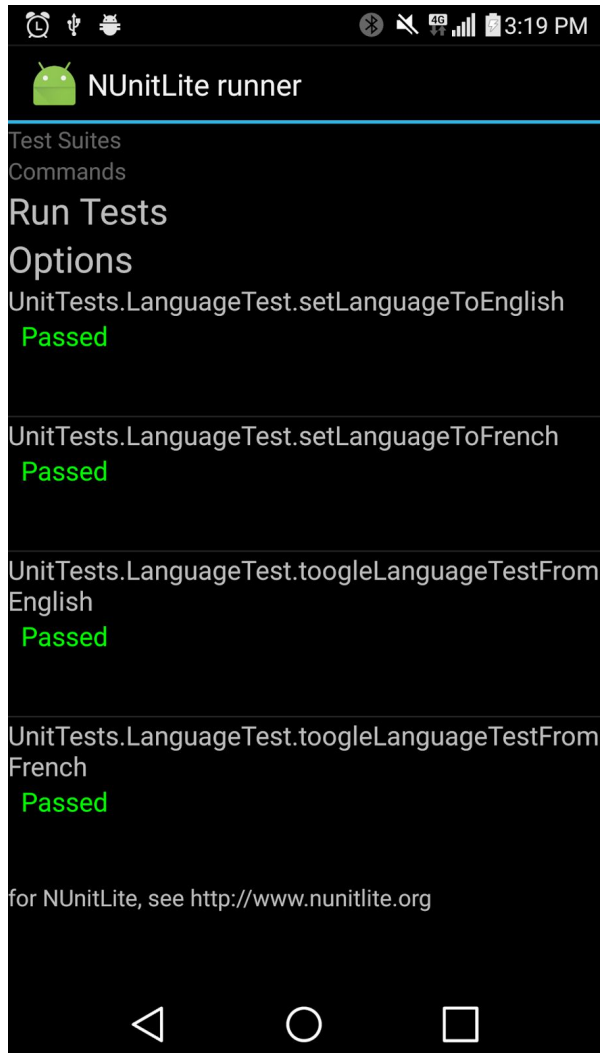 4G 3:19 PM
NUnitLite runner
Test Suites
Commands
Run Tests
Options
UnitTests.LanguageTest.setLanguageToEnglish
Passed
UnitTests.LanguageTest.setLanguageToFrench
Passed
UnitTests.LanguageTest.toogleLanguageTestFrom
English
Passed
UnitTests.LanguageTest.toogleLanguageTestFrom
French
Passed
for NUnitLite, see http://www.nunitlite.org